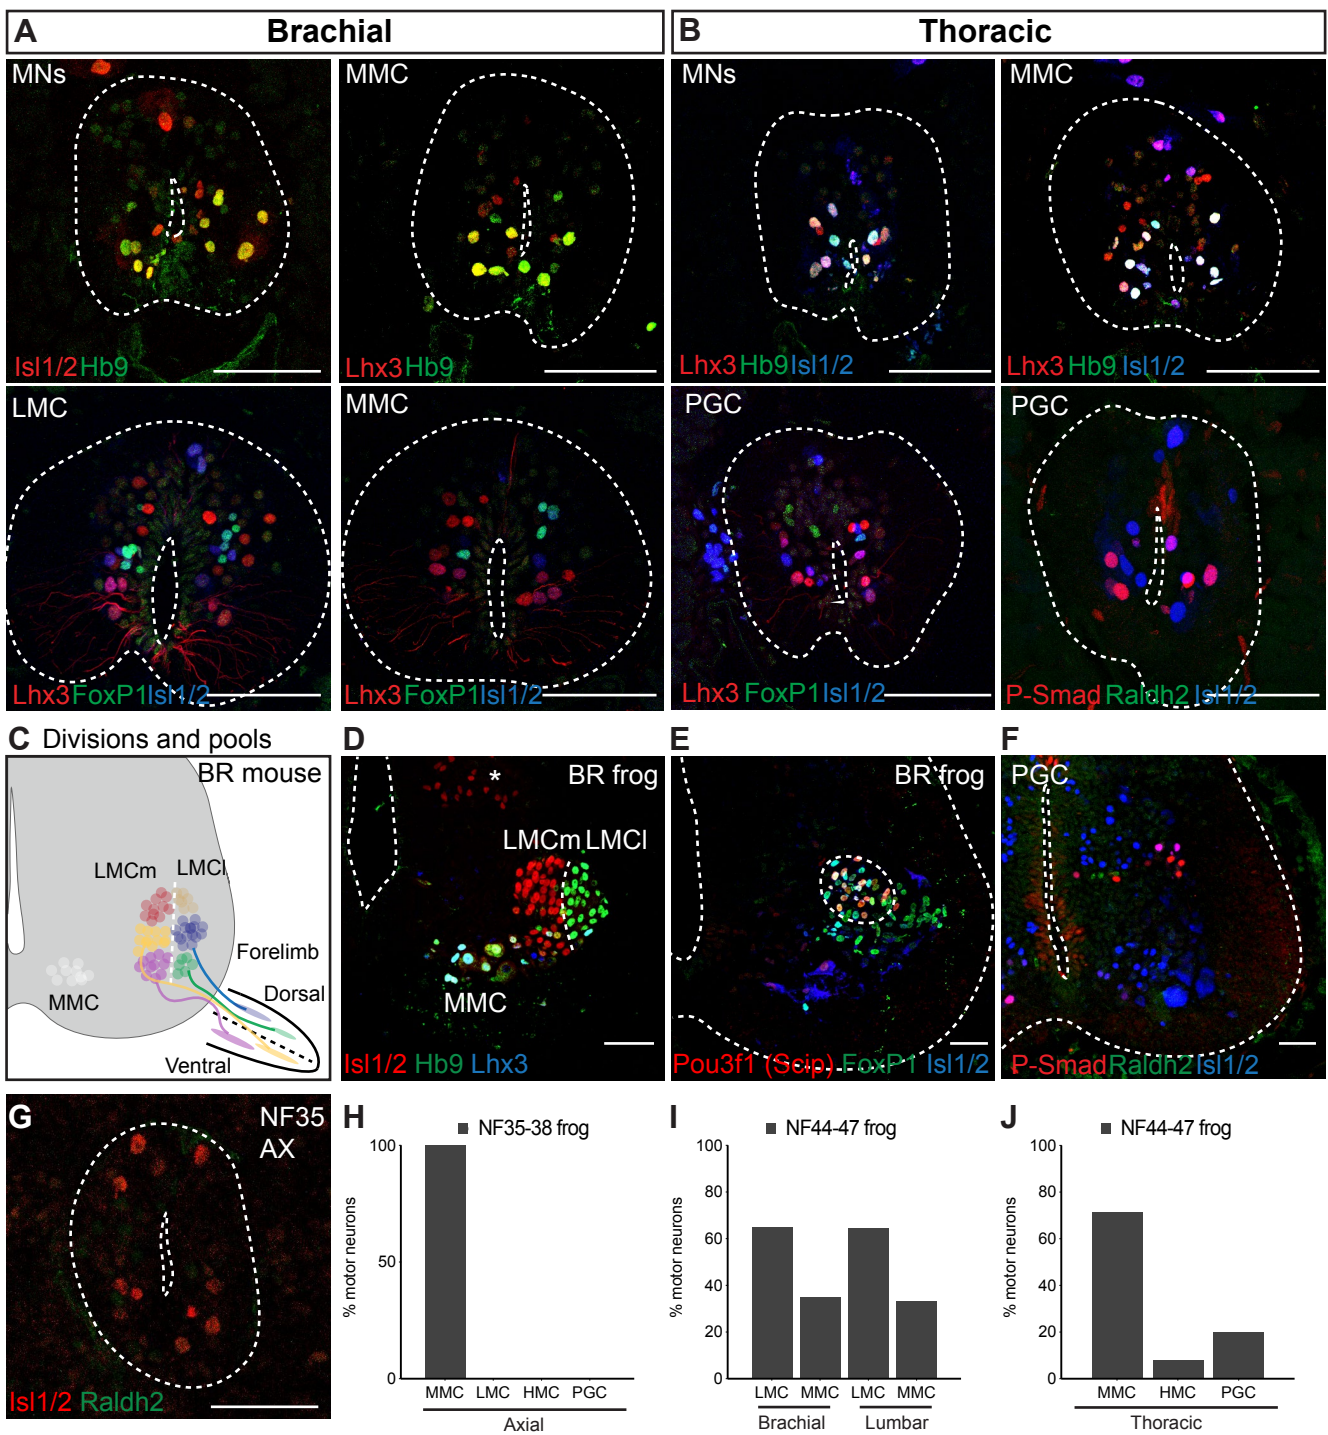 A Brachial
B Thoracic
MNs
MMC
MNs
MMC
Isl1/2 Hb9
Lhx3 Hb9
Lhx3 Hb9 Isl1/2
Lhx3 Hb9 Isl1/2
LMC
MMC
PGC
PGC
Lhx3 FoxP1 Isl1/2
Lhx3 FoxP1 Isl1/2
Lhx3 FoxP1 Isl1/2
P-Smad Raldh2 Isl1/2
C Divisions and pools
BR mouse
LMCm LMCl
Forelimb
MMC
Dorsal
Ventral
D
BR frog
*
LMCm LMCl
MMC
Isl1/2 Hb9 Lhx3
E
BR frog
Pou3f1 (Scip) FoxP1 Isl1/2
F
PGC
P-Smad Raldh2 Isl1/2
G
NF35
AX
Isl1/2 Raldh2
H
NF35-38 frog
% motor neurons
100
50
0
MMC LMC HMC PGC
Axial
I
NF44-47 frog
% motor neurons
100
80
60
40
20
0
LMC MMC LMC MMC
Brachial Lumbar
J
NF44-47 frog
% motor neurons
100
80
60
40
20
0
MMC HMC PGC
Thoracic